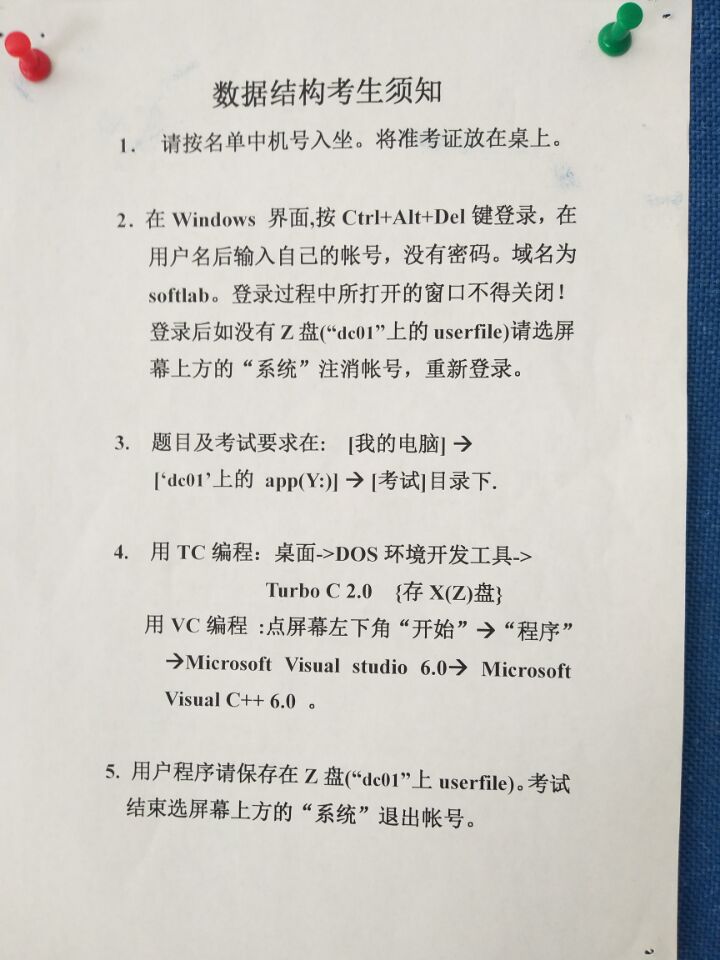 数据结构考生须知
1. 请按名单中机号入坐。将准考证放在桌上。
2. 在 Windows 界面,按 Ctrl+Alt+Del 键登录，在
用户名后输入自己的帐号，没有密码。域名为
softlab。登录过程中所打开的窗口不得关闭！
登录后如没有 Z 盘(“dc01”上的 userfile)请选屏
幕上方的“系统”注消帐号，重新登录。
3. 题目及考试要求在: [我的电脑] →
[‘dc01’上的 app(Y:)] → [考试]目录下.
4. 用 TC 编程：桌面->DOS 环境开发工具->
Turbo C 2.0 {存 X(Z)盘}
用 VC 编程 :点屏幕左下角“开始”→“程序”
→Microsoft Visual studio 6.0→ Microsoft
Visual C++ 6.0 。
5. 用户程序请保存在 Z 盘(“dc01”上 userfile)。考试
结束选屏幕上方的“系统”退出帐号。